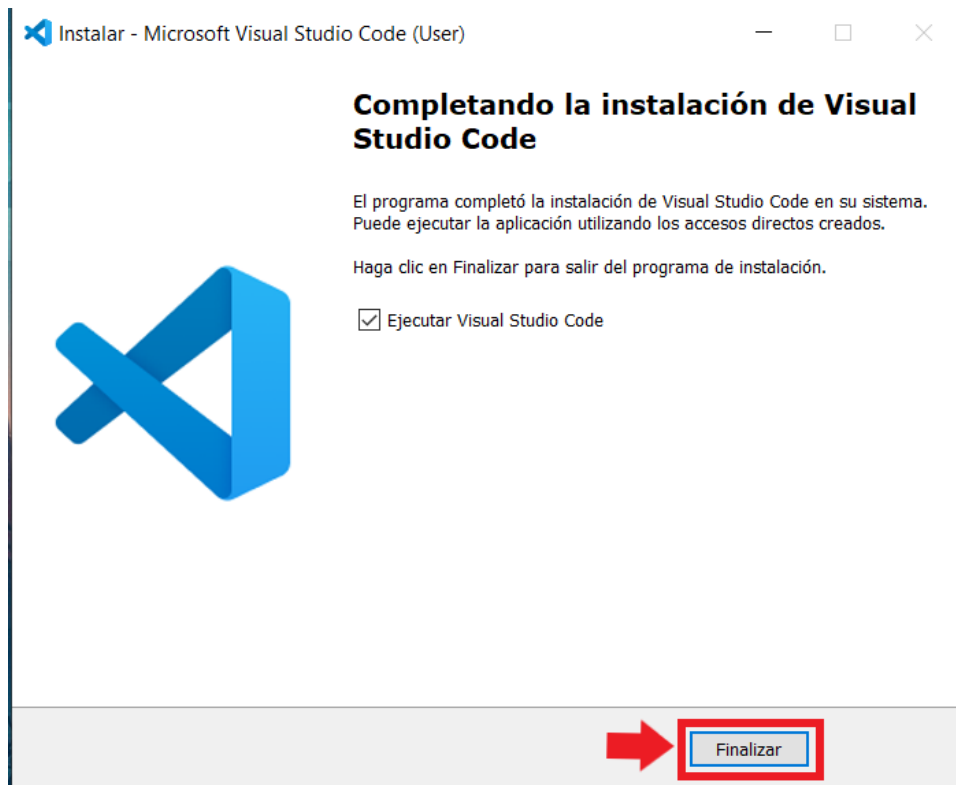 Instalar - Microsoft Visual Studio Code (User)
Completando la instalación de Visual
Studio Code
El programa completó la instalación de Visual Studio Code en su sistema.
Puede ejecutar la aplicación utilizando los accesos directos creados.
Haga clic en Finalizar para salir del programa de instalación.
Ejecutar Visual Studio Code
Finalizar